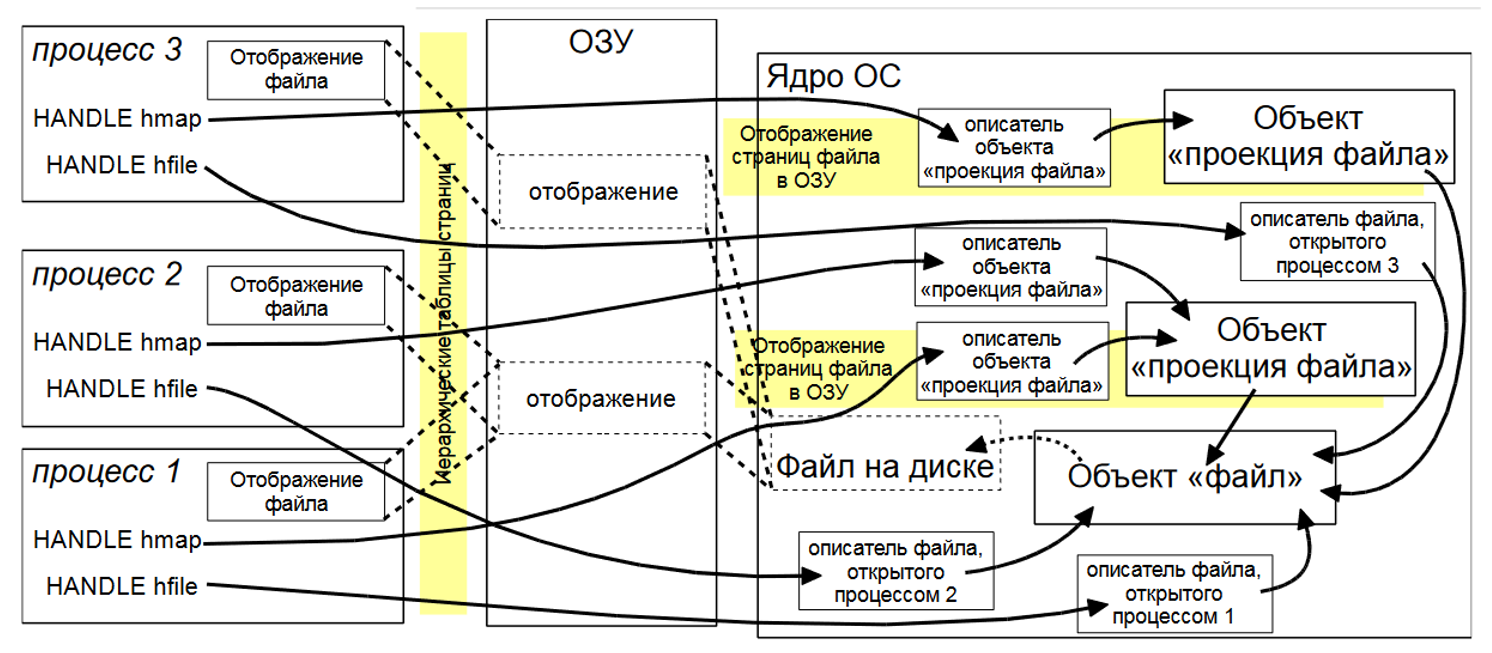 процесс 3
Отображение
файла
HANDLE hmap
HANDLE hfile
процесс 2
Отображение
файла
HANDLE hmap
HANDLE hfile
процесс 1
Отображение
файла
HANDLE hmap
HANDLE hfile
Иерархические таблицы страниц
ОЗУ
отображение
отображение
Ядро ОС
Отображение
страниц файла
в ОЗУ
описатель
объекта
«проекция файла»
Объект
«проекция файла»
описатель файла,
открытого
процессом 3
описатель
объекта
«проекция файла»
Отображение
страниц файла
в ОЗУ
описатель
объекта
«проекция файла»
Объект
«проекция файла»
Файл на диске
Объект «файл»
описатель файла,
открытого
процессом 2
описатель файла,
открытого
процессом 1